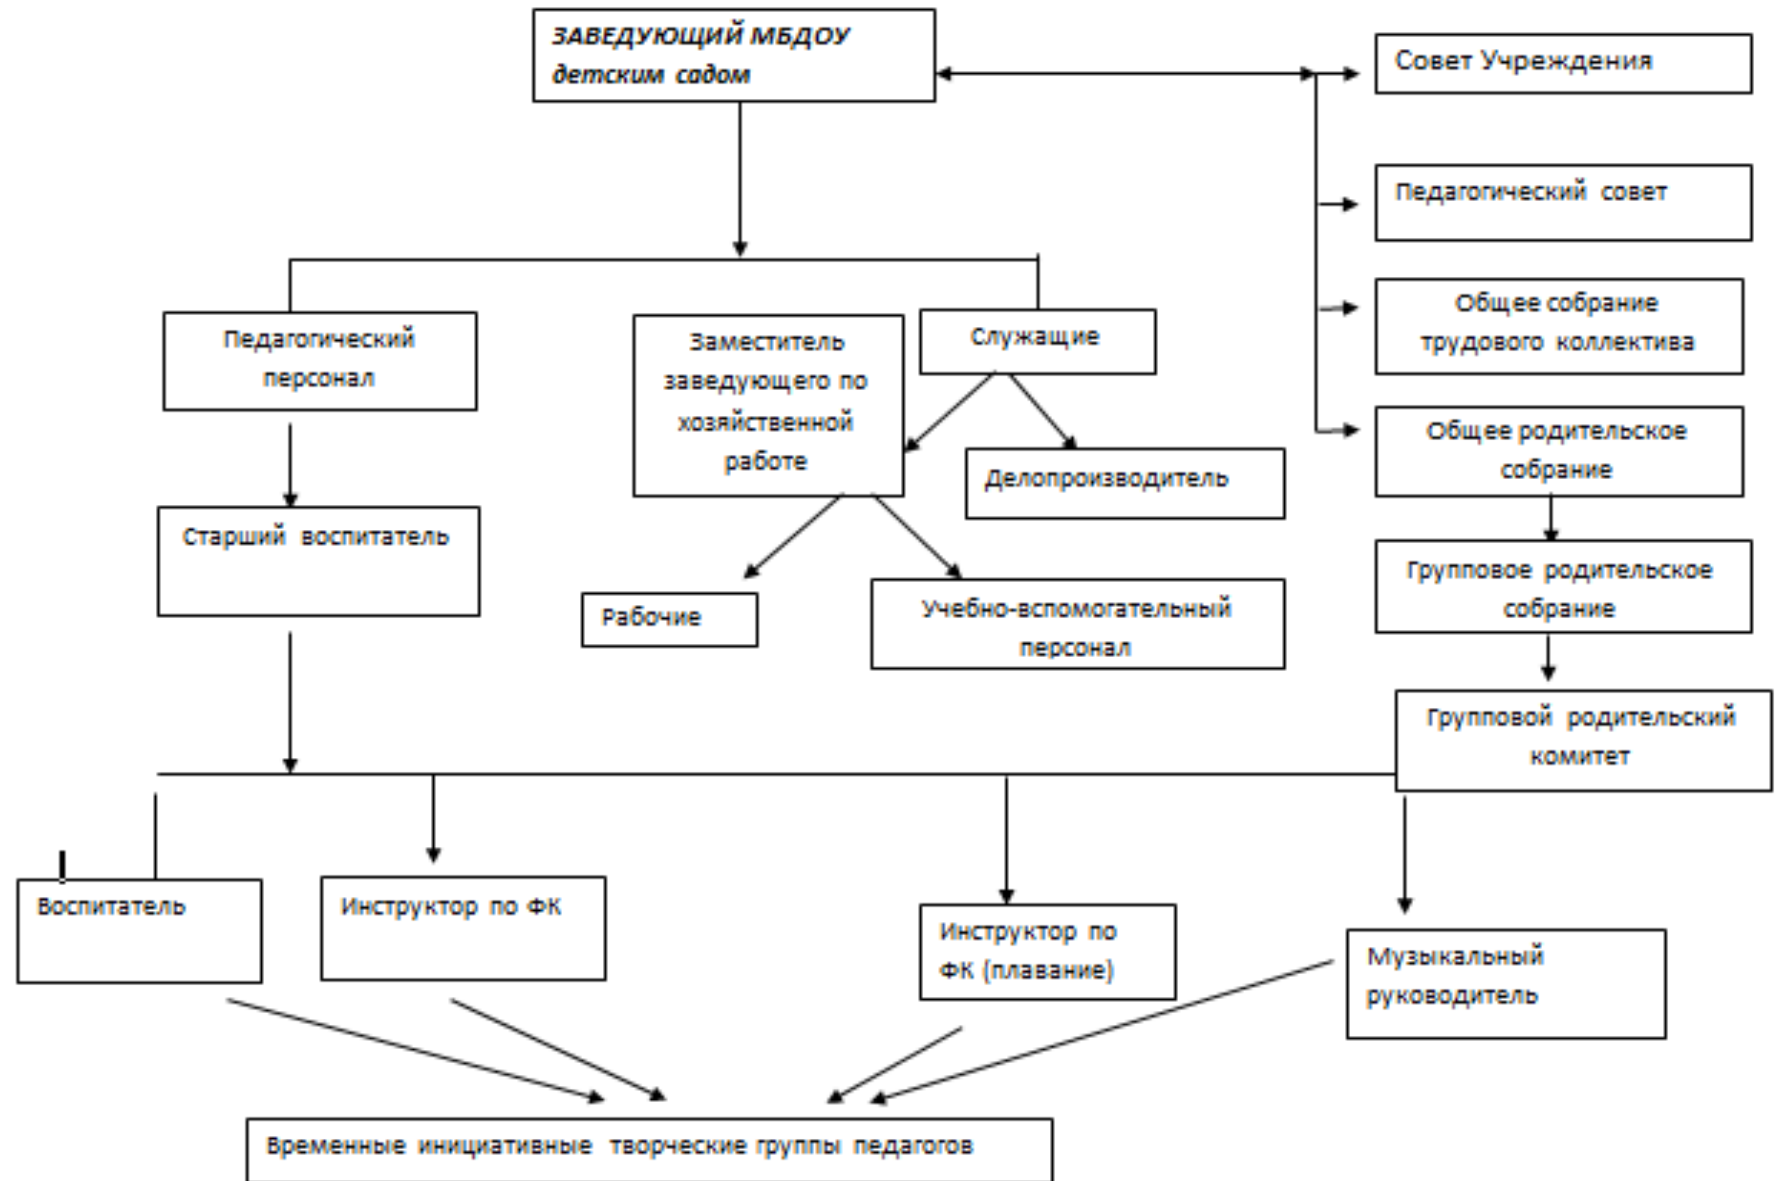 ЗАВЕДУЮЩИЙ МБДОУ
детским садом
Совет Учреждения
Педагогический совет
Общее собрание
трудового коллектива
Общее родительское
собрание
Групповое родительское
собрание
Групповой родительский
комитет
Педагогический
персонал
Заместитель
заведующего по
хозяйственной
работе
Служащие
Делопроизводитель
Старший воспитатель
Рабочие
Учебно-вспомогательный
персонал
Воспитатель
Инструктор по ФК
Инструктор по
ФК (плавание)
Музыкальный
руководитель
Временные инициативные творческие группы педагогов